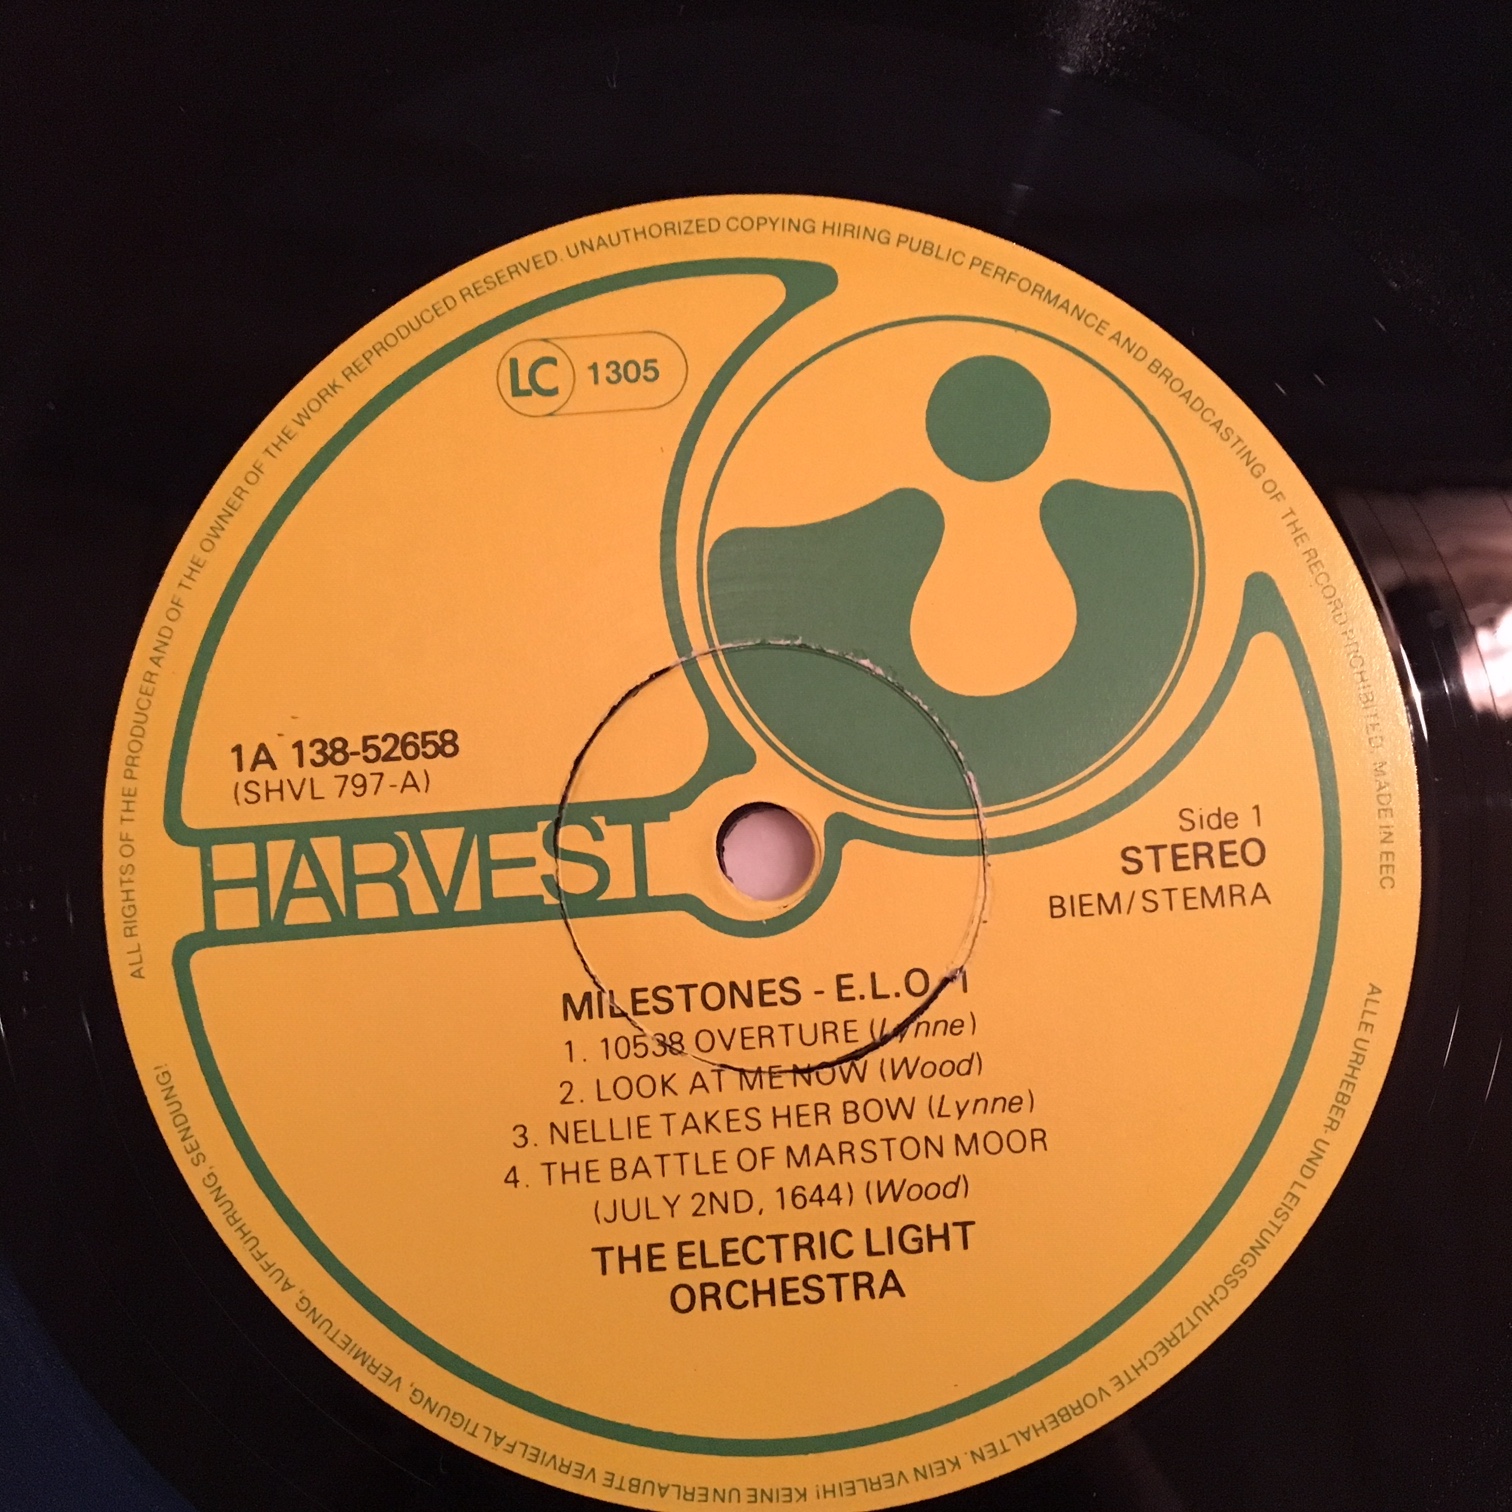 ALL RIGHTS OF THE PRODUCER AND OF THE OWNER OF THE WORK REPRODUCED RESERVED. UNAUTHORIZED COPYING HIRING PUBLIC PERFORMANCE AND BROADCASTING OF THE RECORD PROHIBITED. MADE IN EEC
LC 1305
1A 138-52658
(SHVL 797-A)
HARVEST
Side 1
STEREO
BIEM/STEMRA
MILESTONES - E.L.O. 1
1. 10538 OVERTURE (Lynne)
2. LOOK AT ME NOW (Wood)
3. NELLIE TAKES HER BOW (Lynne)
4. THE BATTLE OF MARSTON MOOR
(JULY 2ND, 1644) (Wood)
THE ELECTRIC LIGHT
ORCHESTRA
ALLE URHEBER- UND LEISTUNGSSCHUTZRECHTE VORBEHALTEN. KEIN VERLEIH! KEINE UNERLAUBTE VERVIELFÄLTIGUNG, VERMIETUNG, AUFFÜHRUNG, SENDUNG!